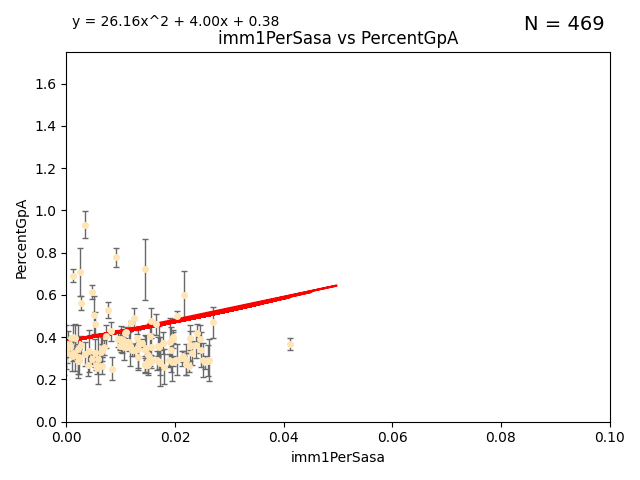 y = 26.16x^2 + 4.00x + 0.38
N = 469
imm1PerSasa vs PercentGpA
PercentGpA
1.6
1.4
1.2
1.0
0.8
0.6
0.4
0.2
0.0
0.00 0.02 0.04 0.06 0.08 0.10
imm1PerSasa